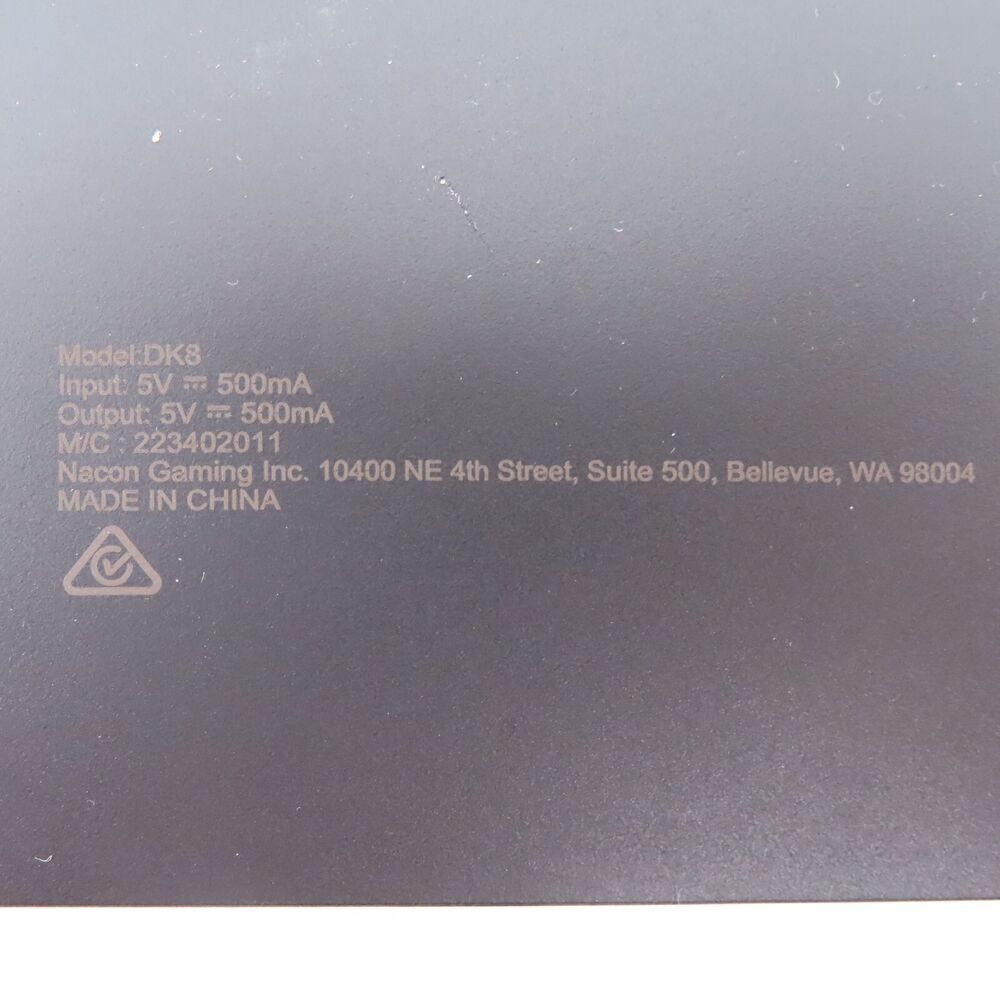 Model:DK8
Input: 5V ⎓ 500mA
Output: 5V ⎓ 500mA
M/C : 223402011
Nacon Gaming Inc. 10400 NE 4th Street, Suite 500, Bellevue, WA 98004
MADE IN CHINA